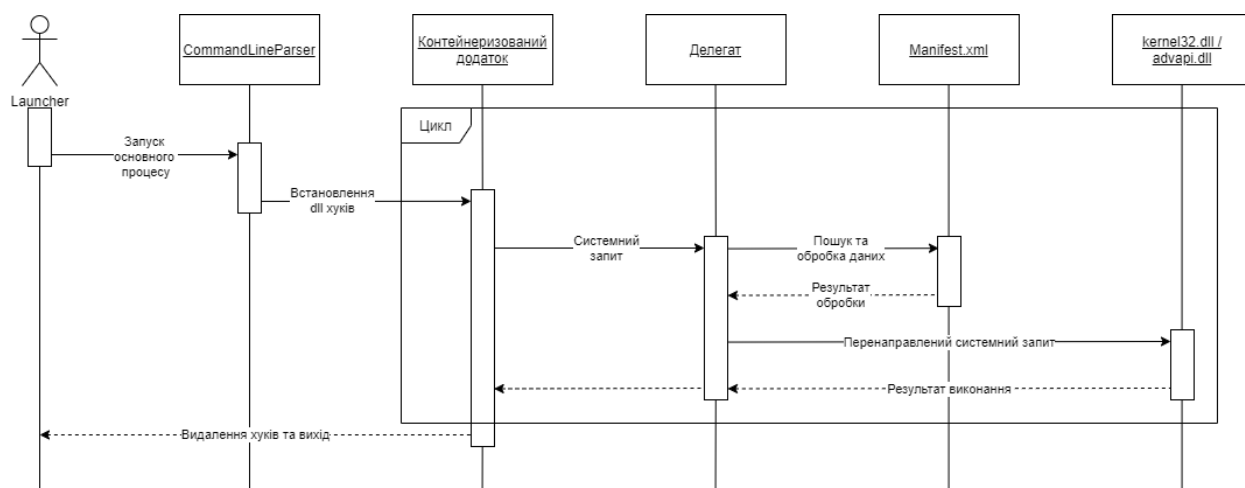 Launcher
CommandLineParser
Контейнеризований
додаток
Делегат
Manifest.xml
kernel32.dll /
advapi.dll
Цикл
Запуск
основного
процесу
Встановлення
dll хуків
Системний
запит
Пошук та
обробка даних
Результат
обробки
Перенаправлений системний запит
Результат виконання
Видалення хуків та вихід